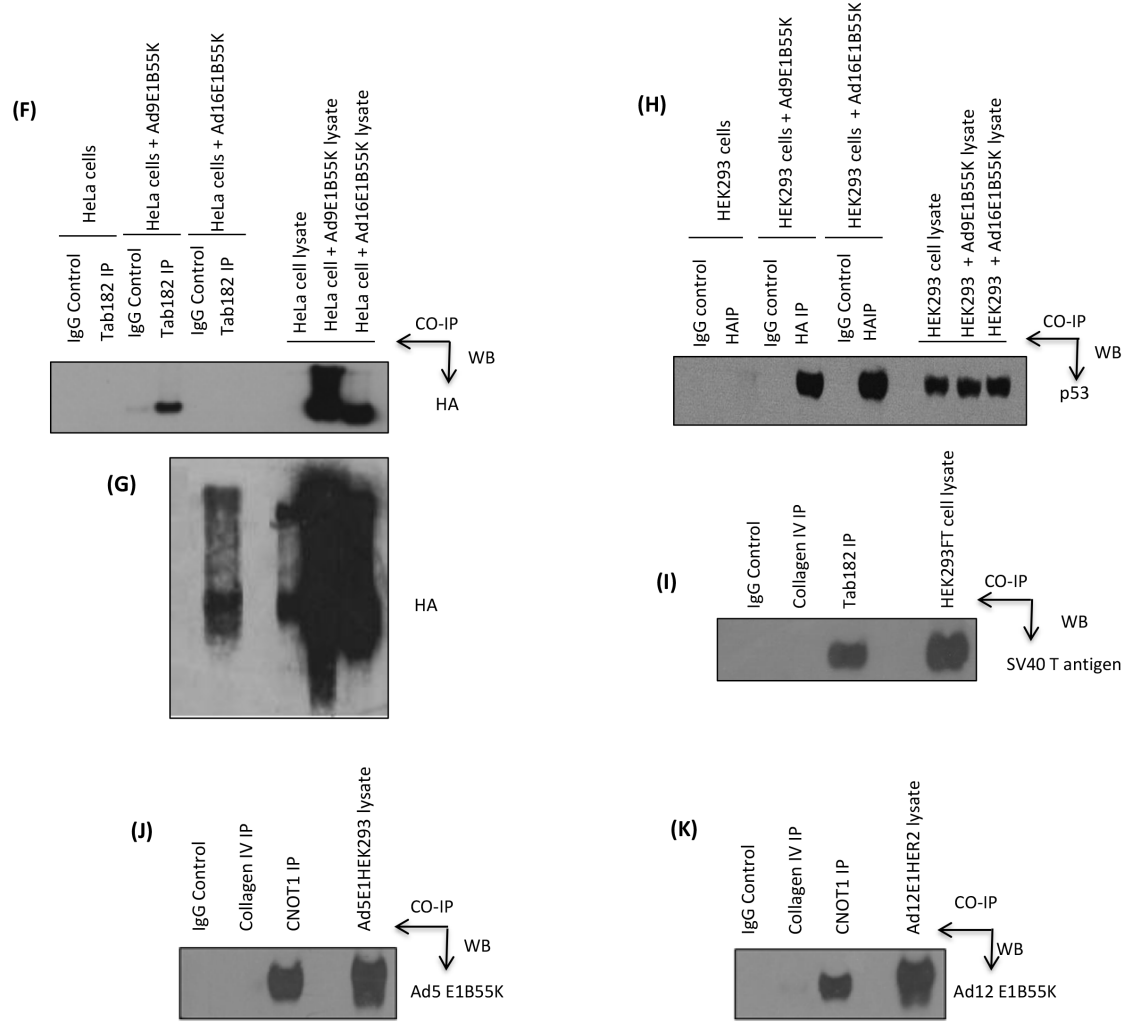 (F)
HeLa cells
HeLa cells + Ad9E1B55K
HeLa cells + Ad16E1B55K
IgG Control
Tab182 IP
IgG Control
Tab182 IP
IgG Control
Tab182 IP
HeLa cell lysate
HeLa cell + Ad9E1B55K lysate
HeLa cell + Ad16E1B55K lysate
CO-IP
WB
HA
(H)
HEK293 cells
HEK293 cells + Ad9E1B55K
HEK293 cells + Ad16E1B55K
IgG control
HAIP
IgG control
HA IP
IgG Control
HAIP
HEK293 cell lysate
HEK293 + Ad9E1B55K lysate
HEK293 + Ad16E1B55K lysate
CO-IP
WB
p53
(G)
HA
(I)
IgG Control
Collagen IV IP
Tab182 IP
HEK293FT cell lysate
CO-IP
WB
SV40 T antigen
(J)
IgG Control
Collagen IV IP
CNOT1 IP
Ad5E1HEK293 lysate
CO-IP
WB
Ad5 E1B55K
(K)
IgG Control
Collagen IV IP
CNOT1 IP
Ad12E1HER2 lysate
CO-IP
WB
Ad12 E1B55K